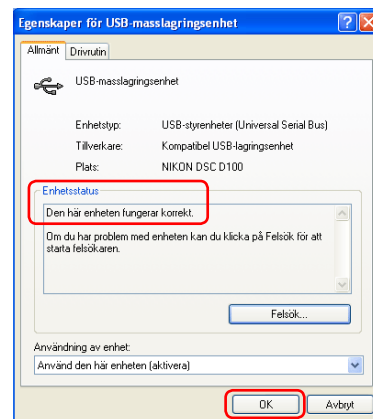 Egenskaper för USB-masslagringsenhet
Allmänt Drivrutin
USB-masslagringsenhet
Enhetstyp: USB-styrenheter (Universal Serial Bus)
Tillverkare: Kompatibel USB-lagringsenhet
Plats: NIKON DSC D100
Enhetsstatus
Den här enheten fungerar korrekt.
Om du har problem med enheten kan du klicka på Felsök för att
starta felsökaren.
Felsök...
Användning av enhet:
Använd den här enheten (aktivera)
OK Avbryt